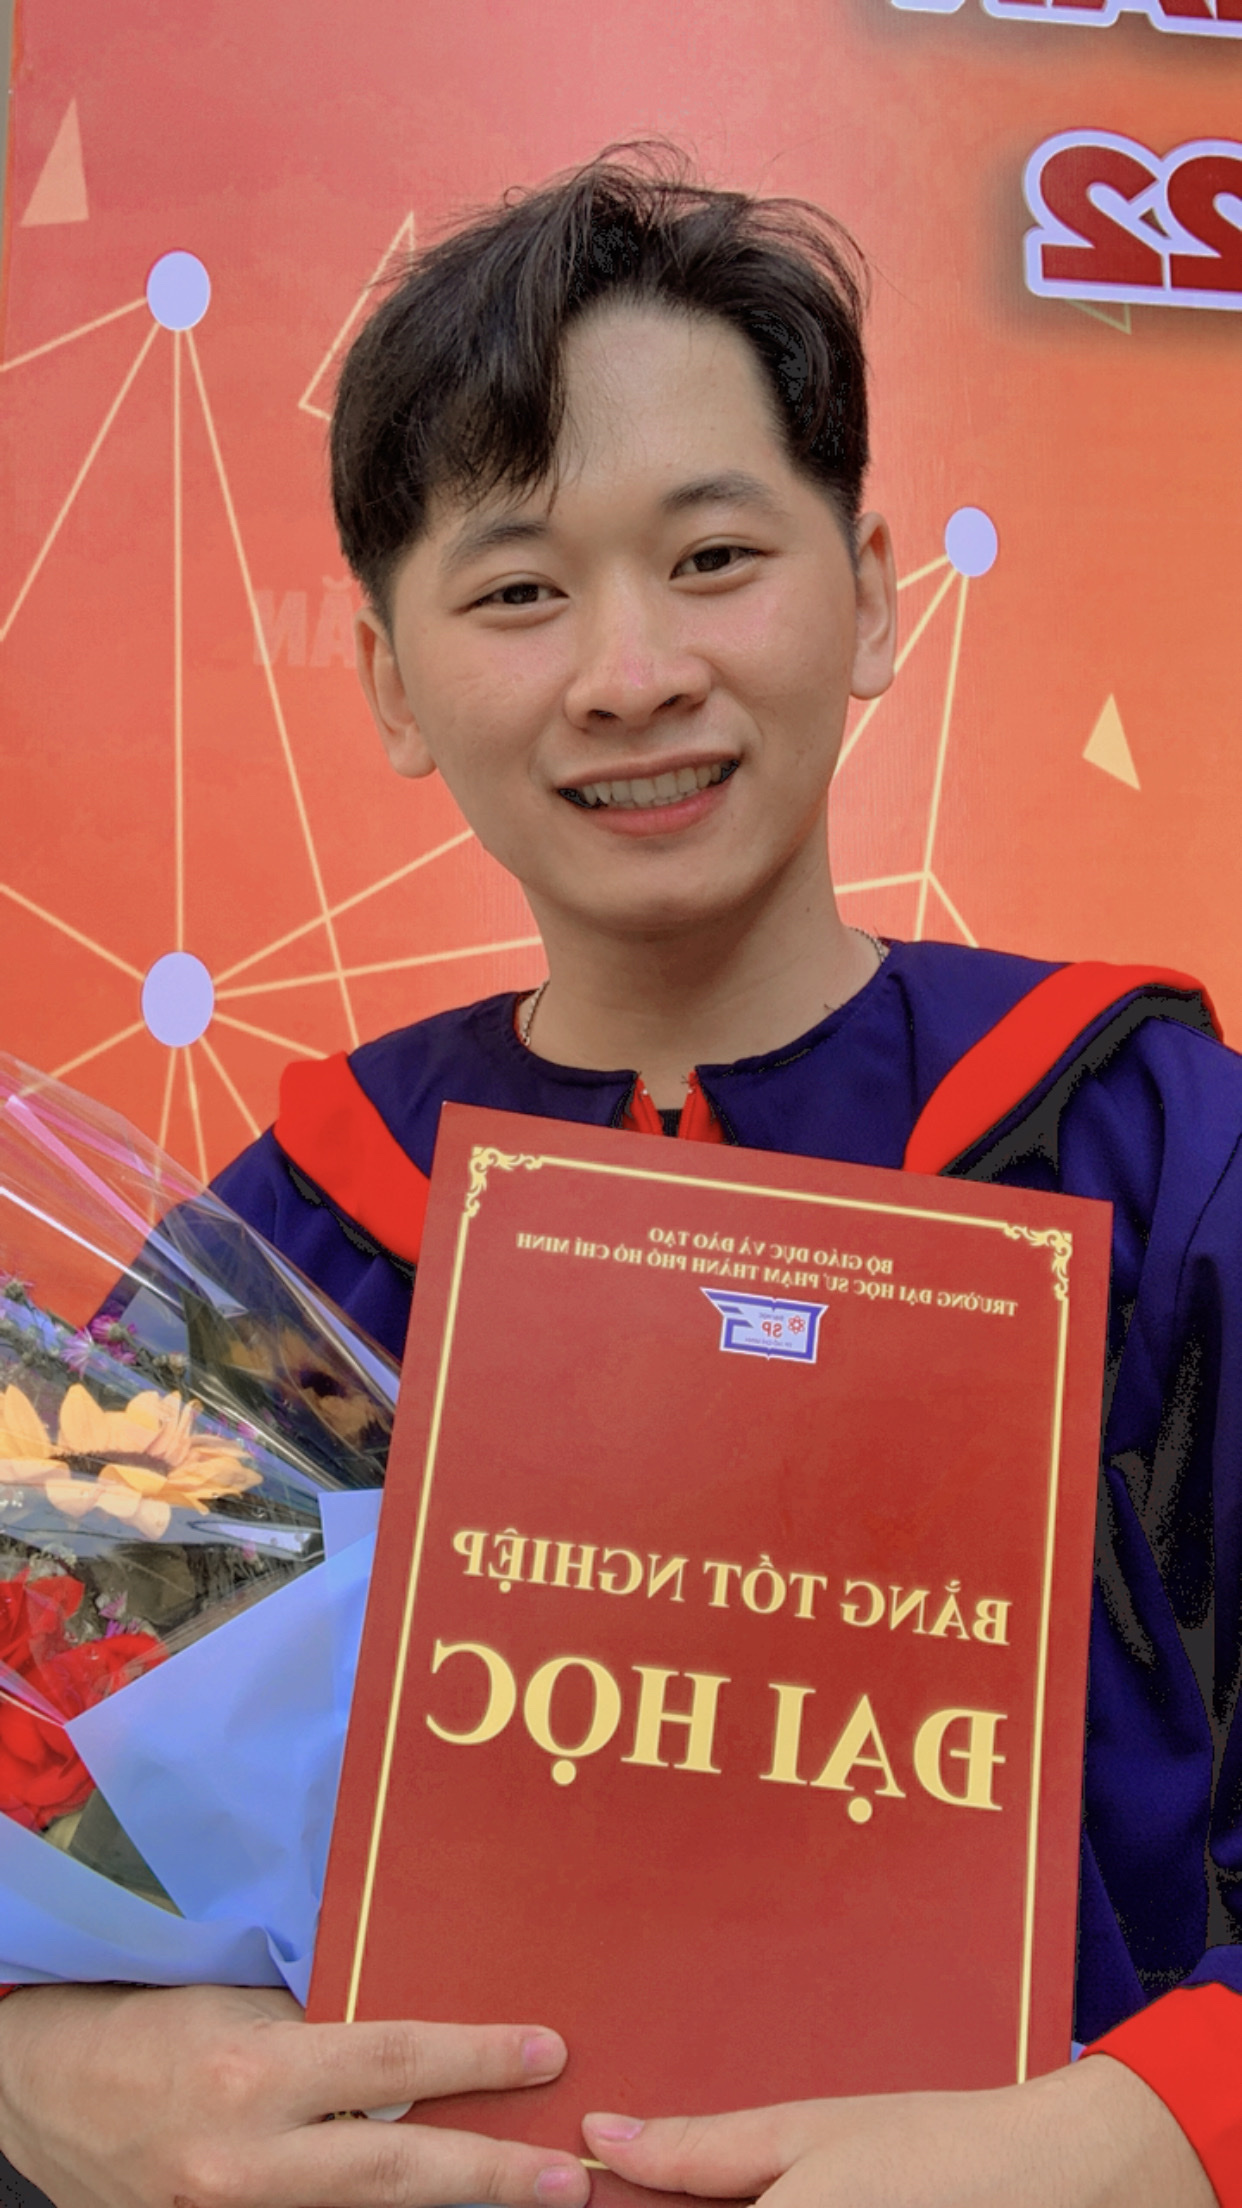 22
ĂN
BỘ GIÁO DỤC VÀ ĐÀO TẠO
TRƯỜNG ĐẠI HỌC SƯ PHẠM THÀNH PHỐ HỒ CHÍ MINH
SP
BẰNG TỐT NGHIỆP
ĐẠI HỌC